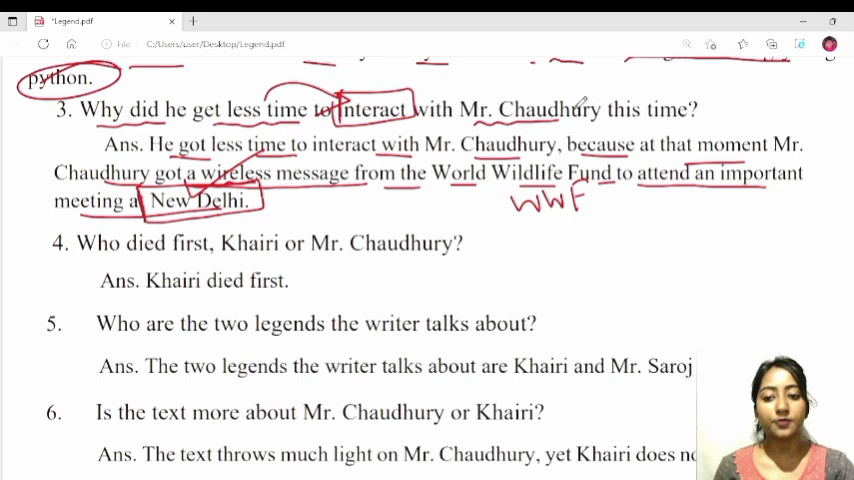 *Legend.pdf
File C:/Users/user/Desktop/Legend.pdf
python.
3. Why did he get less time to interact with Mr. Chaudhury this time?
Ans. He got less time to interact with Mr. Chaudhury, because at that moment Mr.
Chaudhury got a wireless message from the World Wildlife Fund to attend an important
meeting a New Delhi.
WWF
4. Who died first, Khairi or Mr. Chaudhury?
Ans. Khairi died first.
5. Who are the two legends the writer talks about?
Ans. The two legends the writer talks about are Khairi and Mr. Saroj
6. Is the text more about Mr. Chaudhury or Khairi?
Ans. The text throws much light on Mr. Chaudhury, yet Khairi does no